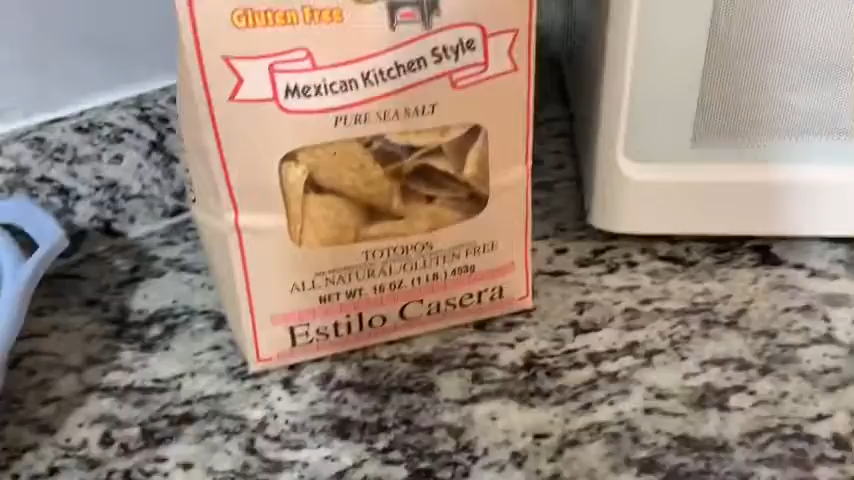 Gluten Free
Mexican Kitchen Style
PURE SEA SALT
TOTOPOS
ALL NATURAL/GLUTEN FREE
NET WT. 16 OZ. (1 LB.) 453g
Estilo Casera